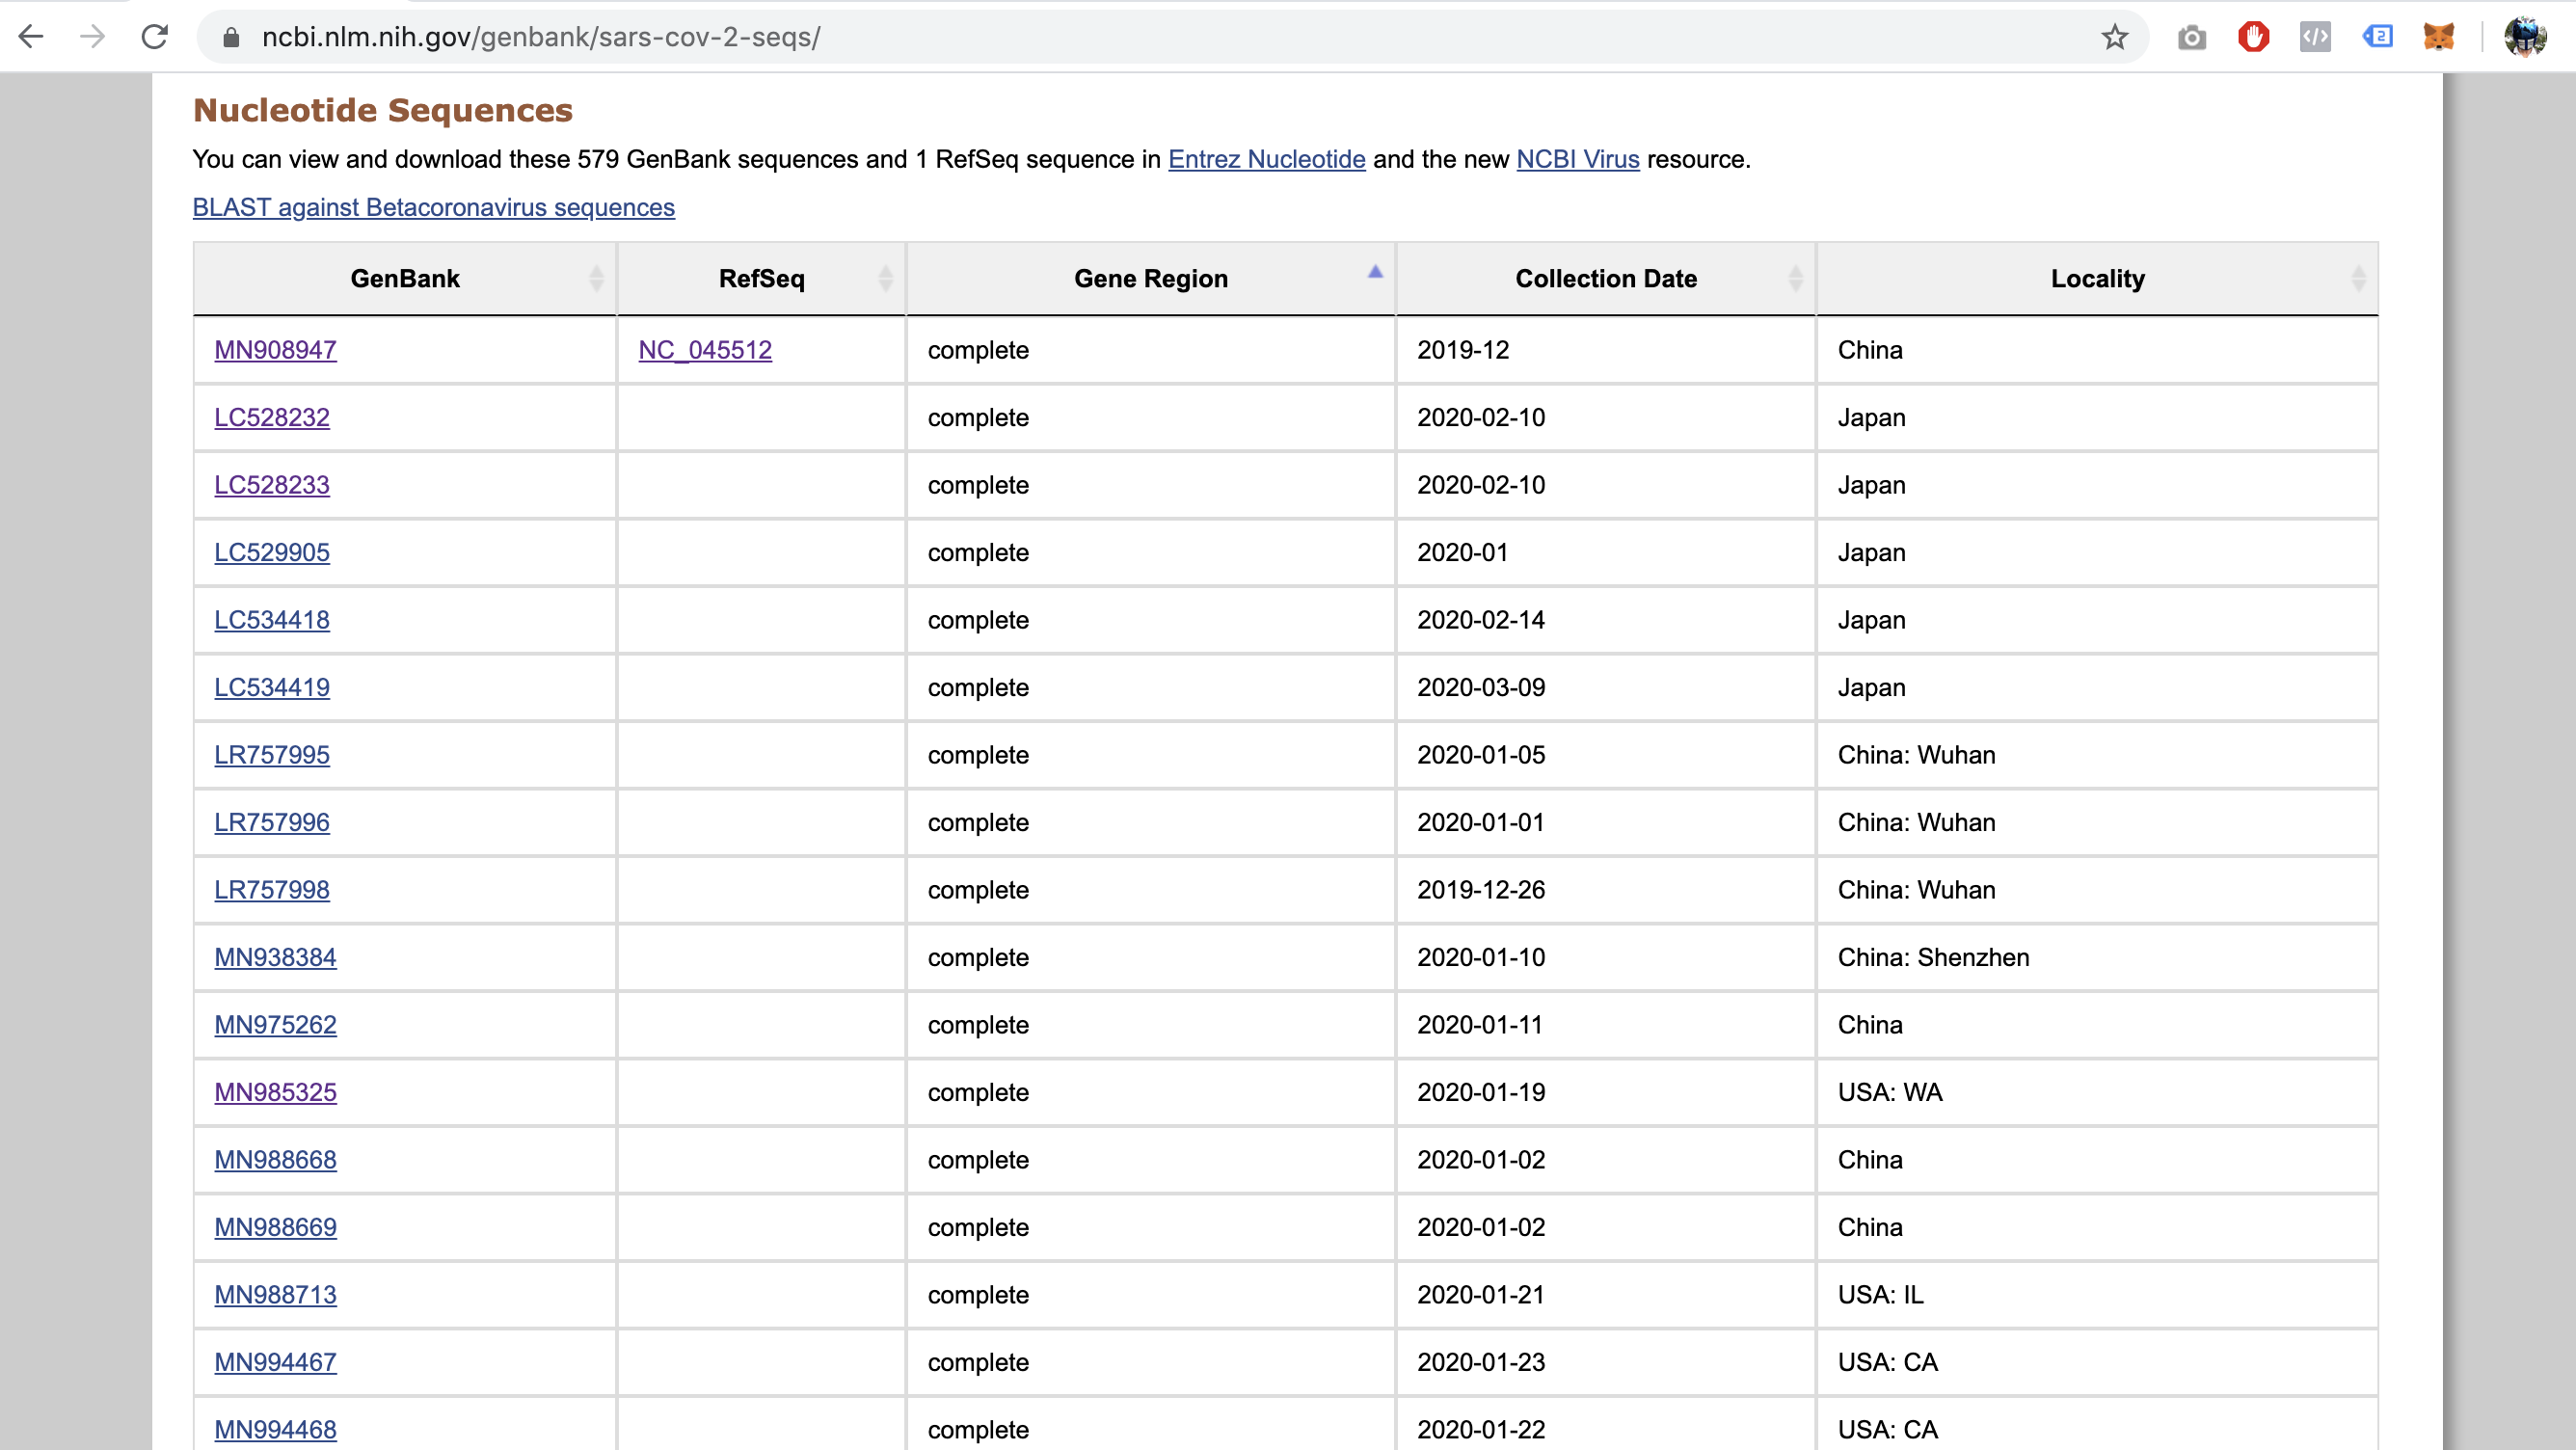 ncbi.nlm.nih.gov/genbank/sars-cov-2-seqs/
2
Nucleotide Sequences
You can view and download these 579 GenBank sequences and 1 RefSeq sequence in Entrez Nucleotide and the new NCBI Virus resource.
BLAST against Betacoronavirus sequences
GenBank RefSeq Gene Region Collection Date Locality
MN908947 NC_045512 complete 2019-12 China
LC528232 complete 2020-02-10 Japan
LC528233 complete 2020-02-10 Japan
LC529905 complete 2020-01 Japan
LC534418 complete 2020-02-14 Japan
LC534419 complete 2020-03-09 Japan
LR757995 complete 2020-01-05 China: Wuhan
LR757996 complete 2020-01-01 China: Wuhan
LR757998 complete 2019-12-26 China: Wuhan
MN938384 complete 2020-01-10 China: Shenzhen
MN975262 complete 2020-01-11 China
MN985325 complete 2020-01-19 USA: WA
MN988668 complete 2020-01-02 China
MN988669 complete 2020-01-02 China
MN988713 complete 2020-01-21 USA: IL
MN994467 complete 2020-01-23 USA: CA
MN994468 complete 2020-01-22 USA: CA